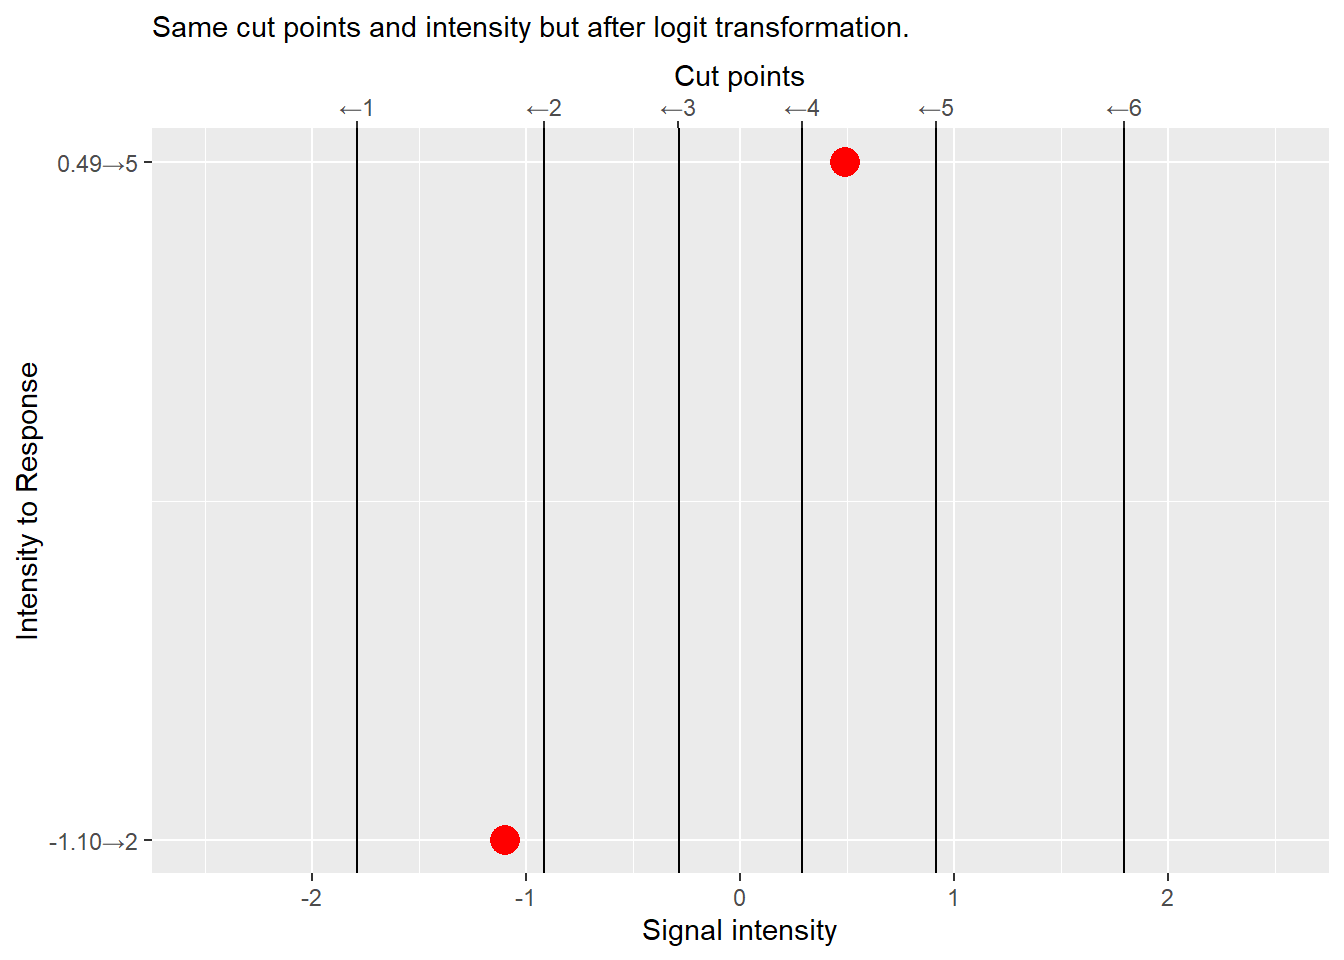 Same cut points and intensity but after logit transformation.
Cut points
←1 ←2 ←3 ←4 ←5 ←6
0.49→5
Intensity to Response
-1.10→2
-2 -1 0 1 2
Signal intensity